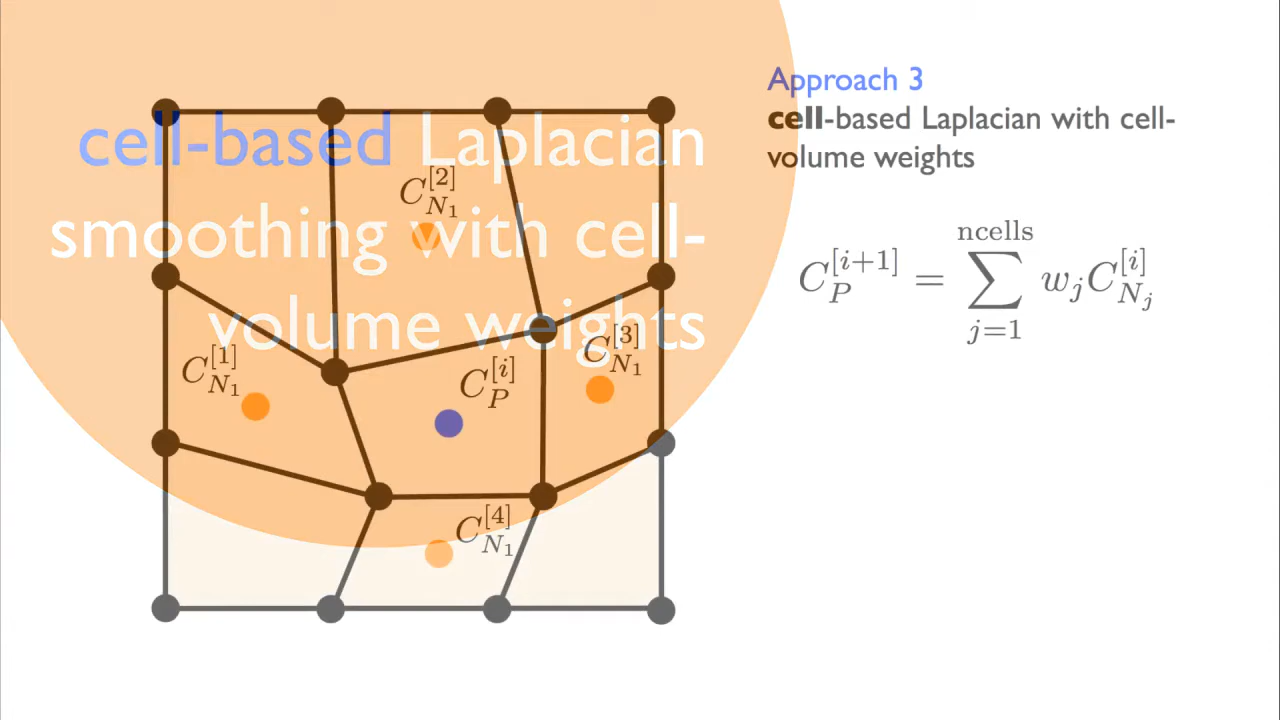 cell-based Laplacian
smoothing with cell-
volume weights
Approach 3
cell-based Laplacian with cell-
volume weights
C_P^{[i+1]} = \sum_{j=1}^{ncells} w_j C_{N_j}^{[i]}
C_{N_1}^{[2]}
C_{N_1}^{[3]}
C_{N_1}^{[1]}
C_P^{[i]}
C_{N_1}^{[4]}